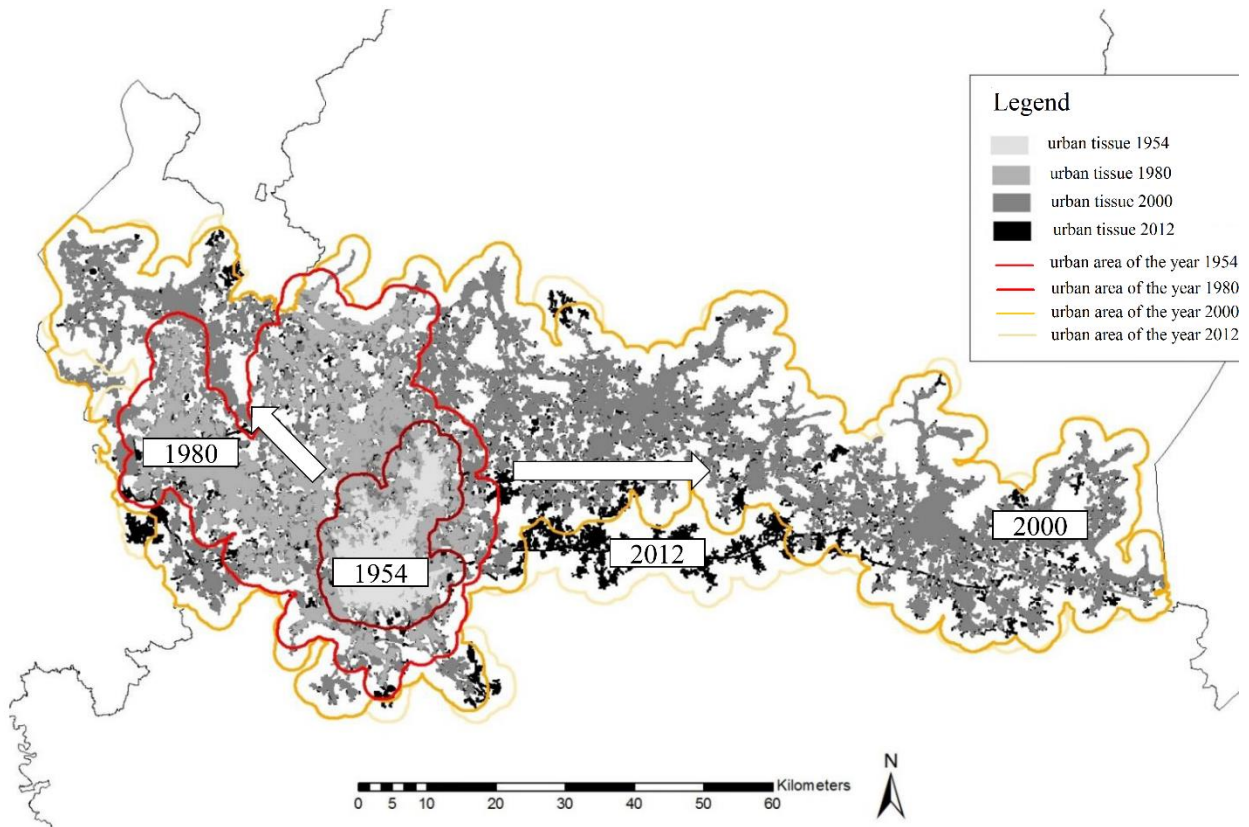 Legend
urban tissue 1954
urban tissue 1980
urban tissue 2000
urban tissue 2012
urban area of the year 1954
urban area of the year 1980
urban area of the year 2000
urban area of the year 2012
1980
1954
2012
2000
N
Kilometers
0 5 10 20 30 40 50 60